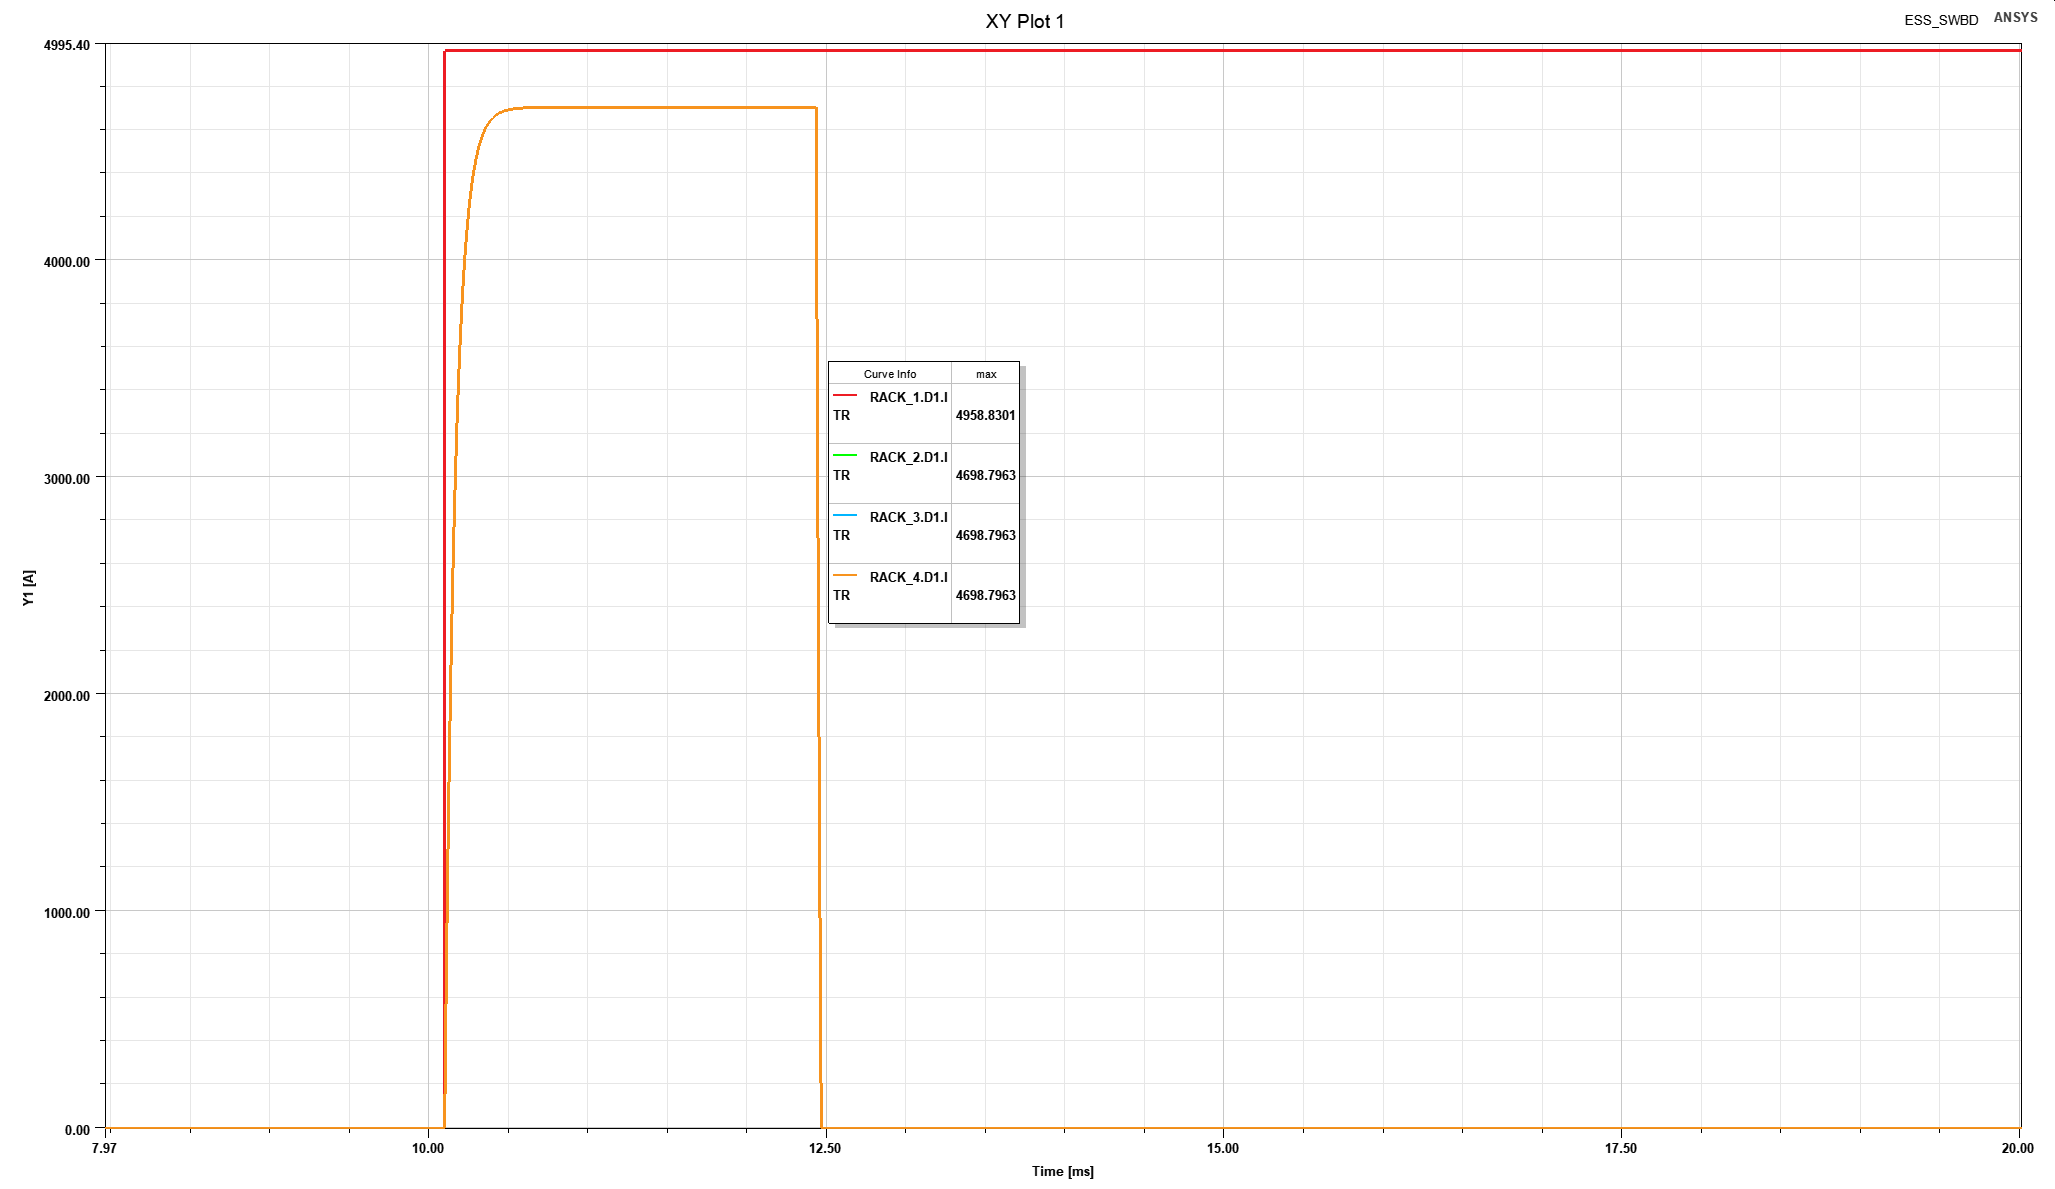 XY Plot 1
ESS_SWBD ANSYS
4995.40
4000.00
3000.00
2000.00
1000.00
0.00
Y1 [A]
Curve Info max
RACK_1.D1.I
TR 4958.8301
RACK_2.D1.I
TR 4698.7963
RACK_3.D1.I
TR 4698.7963
RACK_4.D1.I
TR 4698.7963
7.97 10.00 12.50 15.00 17.50 20.00
Time [ms]